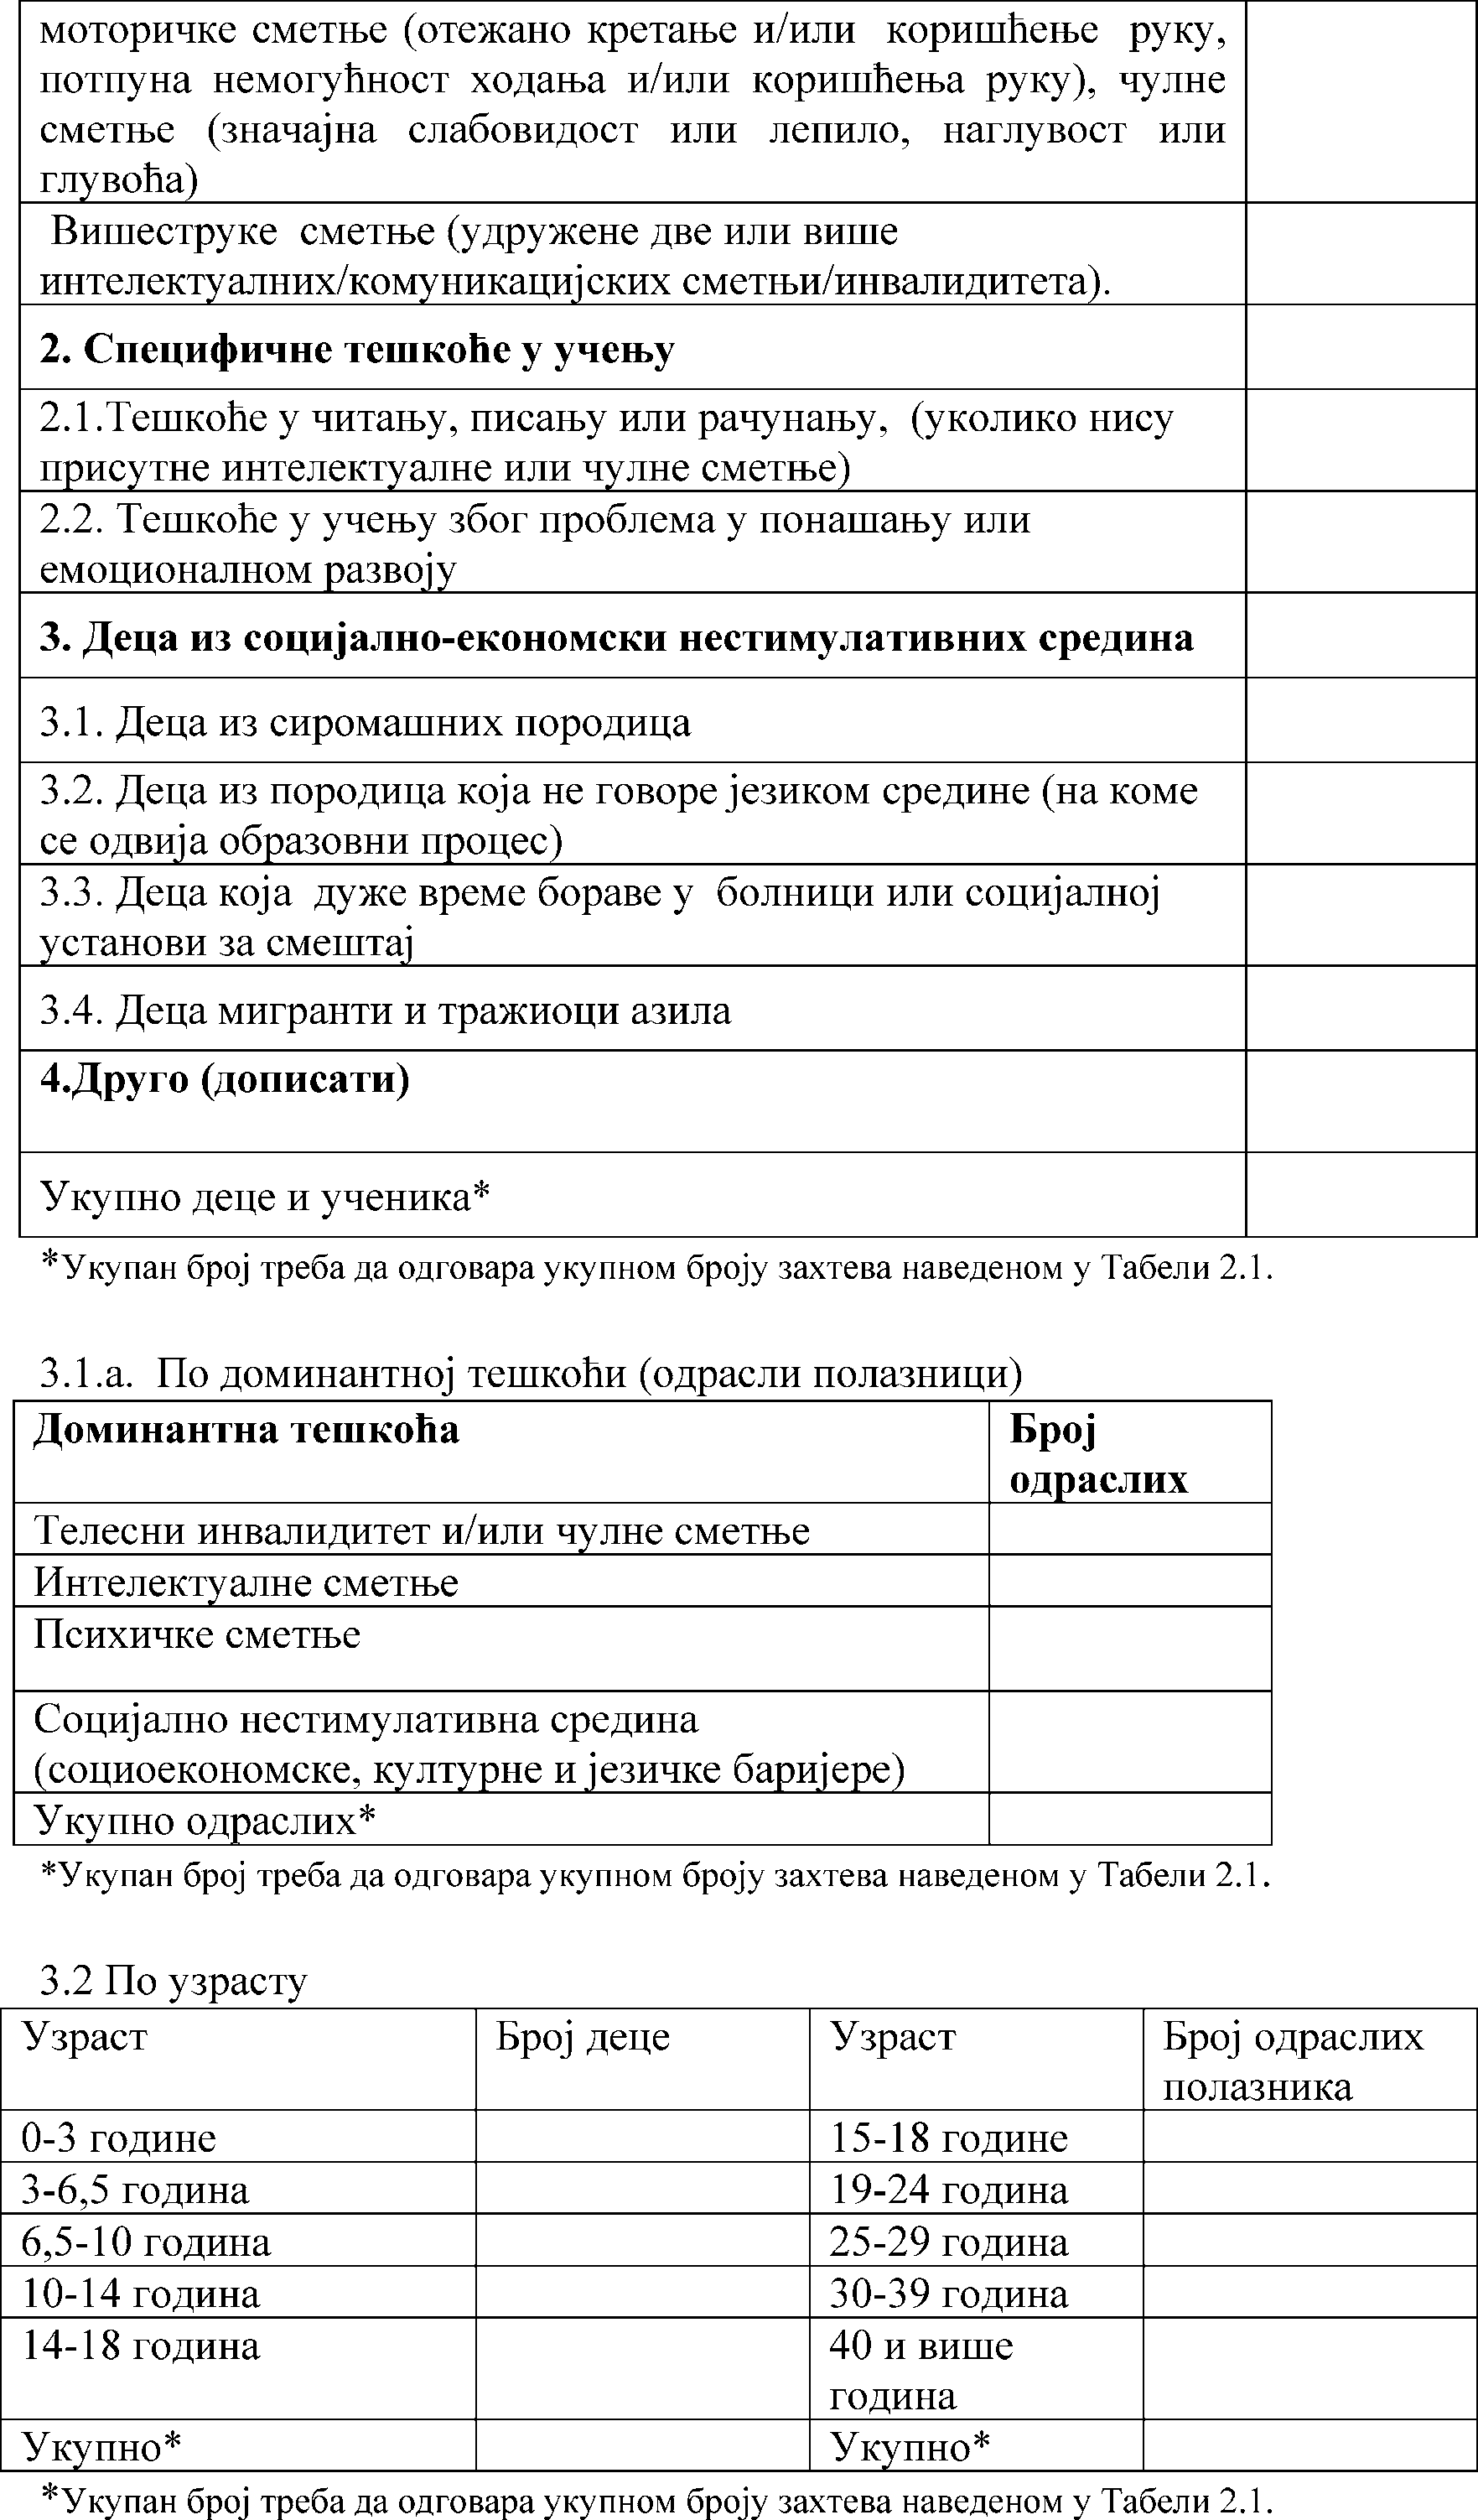 моторичке сметње (отежано кретање и/или коришћење руку,
потпуна немогућност ходања и/или коришћења руку), чулне
сметње (значајна слабовидост или лепило, наглувост или
глувоћа)
Вишеструке сметње (удружене две или више
интелектуалних/комуникацијских сметњи/инвалидитета).
2. Специфичне тешкоће у учењу
2.1.Тешкоће у читању, писању или рачунању, (уколико нису
присутне интелектуалне или чулне сметње)
2.2. Тешкоће у учењу због проблема у понашању или
емоционалном развоју
3. Деца из социјално-економски нестимулативних средина
3.1. Деца из сиромашних породица
3.2. Деца из породица која не говоре језиком средине (на коме
се одвија образовни процес)
3.3. Деца која дуже време бораве у болници или социјалној
установи за смештај
3.4. Деца мигранти и тражиоци азила
4.Друго (дописати)
Укупно деце и ученика*
*Укупан број треба да одговара укупном броју захтева наведеном у Табели 2.1.
3.1.а. По доминантној тешкоћи (одрасли полазници)
Доминантна тешкоћа Број
одраслих
Телесни инвалидитет и/или чулне сметње
Интелектуалне сметње
Психичке сметње
Социјално нестимулативна средина
(социоекономске, културне и језичке баријере)
Укупно одраслих*
*Укупан број треба да одговара укупном броју захтева наведеном у Табели 2.1.
3.2 По узрасту
Узраст Број деце Узраст Број одраслих
полазника
0-3 године 15-18 године
3-6,5 година 19-24 година
6,5-10 година 25-29 година
10-14 година 30-39 година
14-18 година 40 и више
година
Укупно* Укупно*
*Укупан број треба да одговара укупном броју захтева наведеном у Табели 2.1.